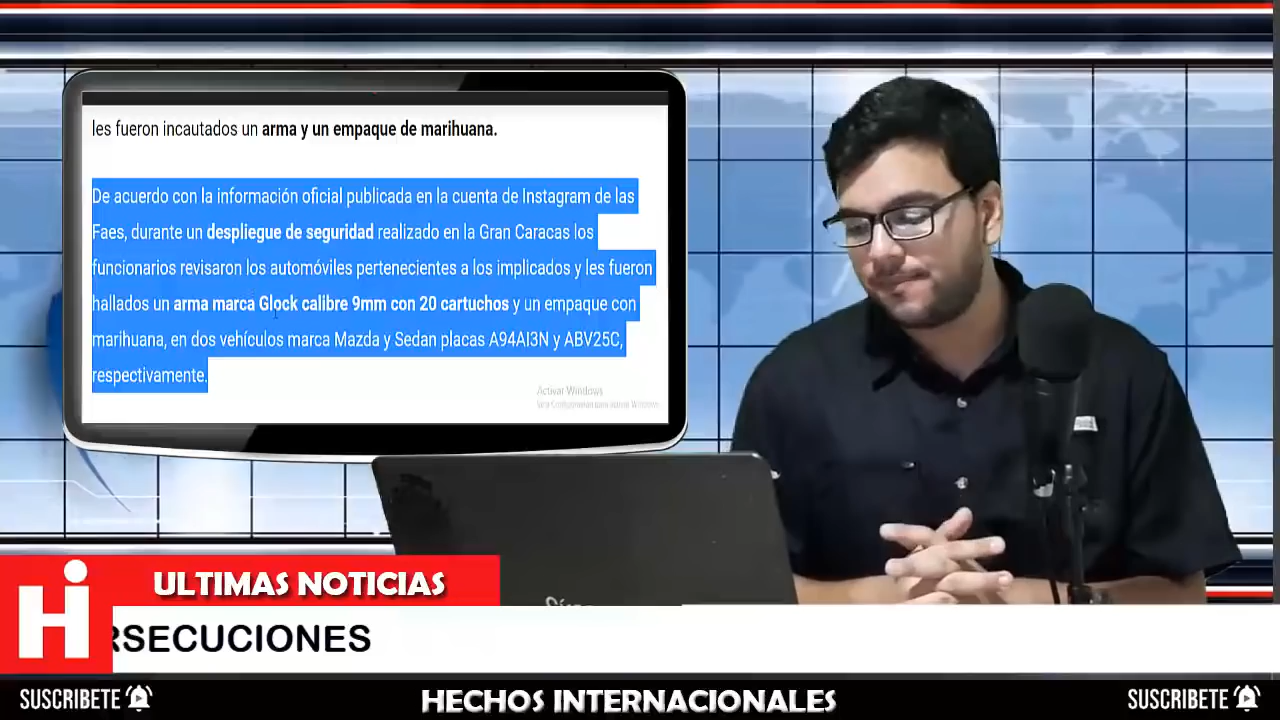 les fueron incautados un arma y un empaque de marihuana.
De acuerdo con la información oficial publicada en la cuenta de Instagram de las
Faes, durante un despliegue de seguridad realizado en la Gran Caracas los
funcionarios revisaron los automóviles pertenecientes a los implicados y les fueron
hallados un arma marca Glock calibre 9mm con 20 cartuchos y un empaque con
marihuana, en dos vehículos marca Mazda y Sedan placas A94AI3N y ABV25C,
respectivamente.
Activar Windows
ULTIMAS NOTICIAS
Hi
RSECUCIONES
SUSCRIBETE
HECHOS INTERNACIONALES
SUSCRIBETE